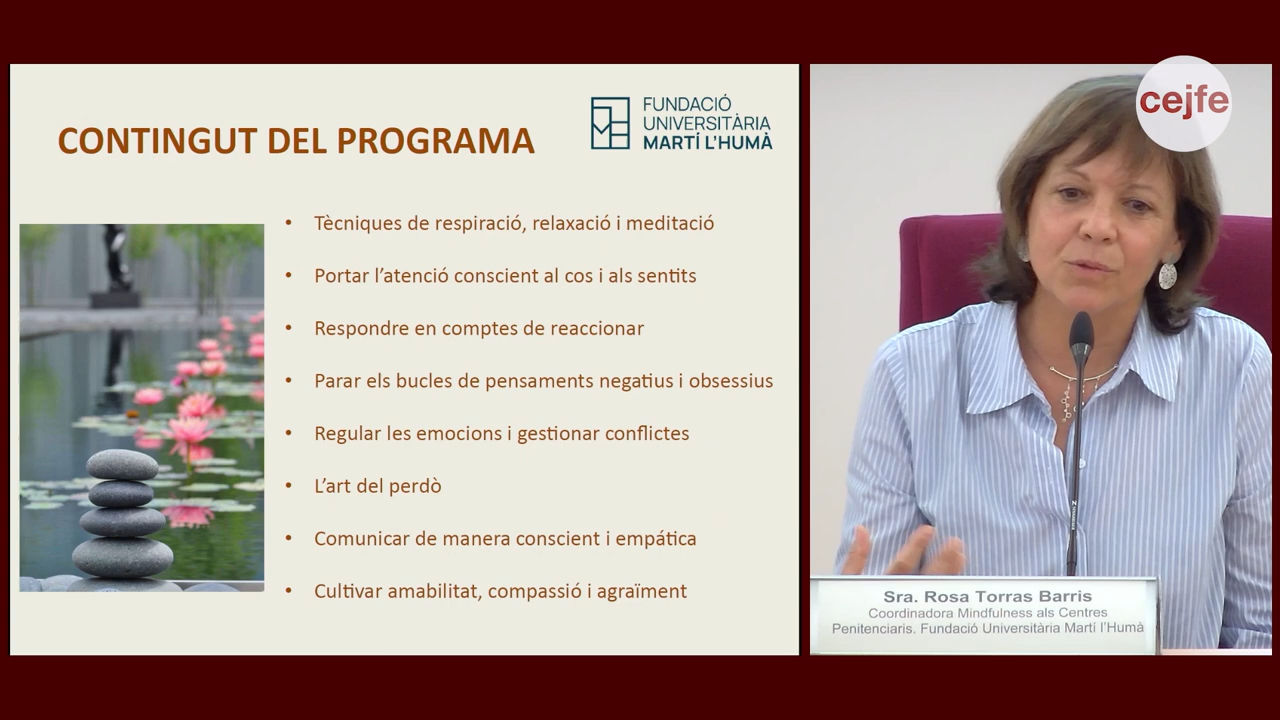 CONTINGUT DEL PROGRAMA
FUNDACIÓ
UNIVERSITÀRIA
MARTÍ L'HUMÀ
• Tècniques de respiració, relaxació i meditació
• Portar l'atenció conscient al cos i als sentits
• Respondre en comptes de reaccionar
• Parar els bucles de pensaments negatius i obsessius
• Regular les emocions i gestionar conflictes
• L'art del perdò
• Comunicar de manera conscient i empática
• Cultivar amabilitat, compassió i agraïment
cejfe
Sra. Rosa Torras Barris
Coordinadora Mindfulness als Centres
Penitenciaris. Fundació Universitària Martí l'Humà